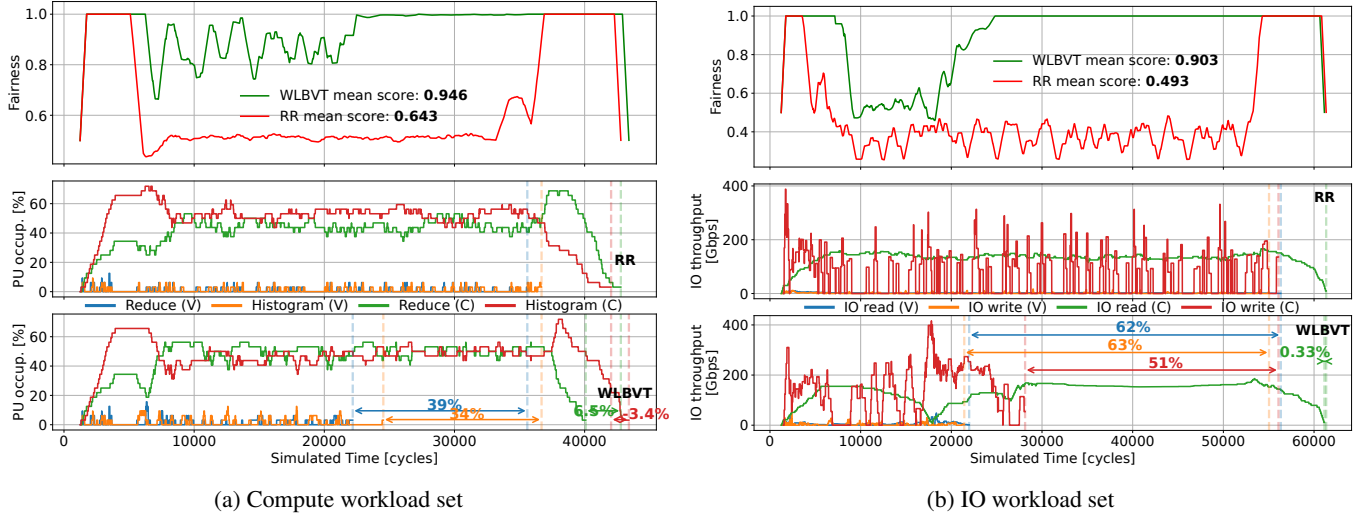 1.0
0.8
0.6
Fairness
WLBVT mean score: 0.946
RR mean score: 0.643
60
40
20
0
PU occup. [%]
RR
Reduce (V) Histogram (V) Reduce (C) Histogram (C)
60
40
20
0
PU occup. [%]
WLBVT
39%
34%
6.5%
-3.4%
0 10000 20000 30000 40000
Simulated Time [cycles]
(a) Compute workload set
1.0
0.8
0.6
0.4
Fairness
WLBVT mean score: 0.903
RR mean score: 0.493
400
200
0
IO throughput
[Gbps]
RR
IO read (V) IO write (V) IO read (C) IO write (C)
400
200
0
IO throughput
[Gbps]
WLBVT
62%
63%
51%
0.33%
0 10000 20000 30000 40000 50000 60000
Simulated Time [cycles]
(b) IO workload set